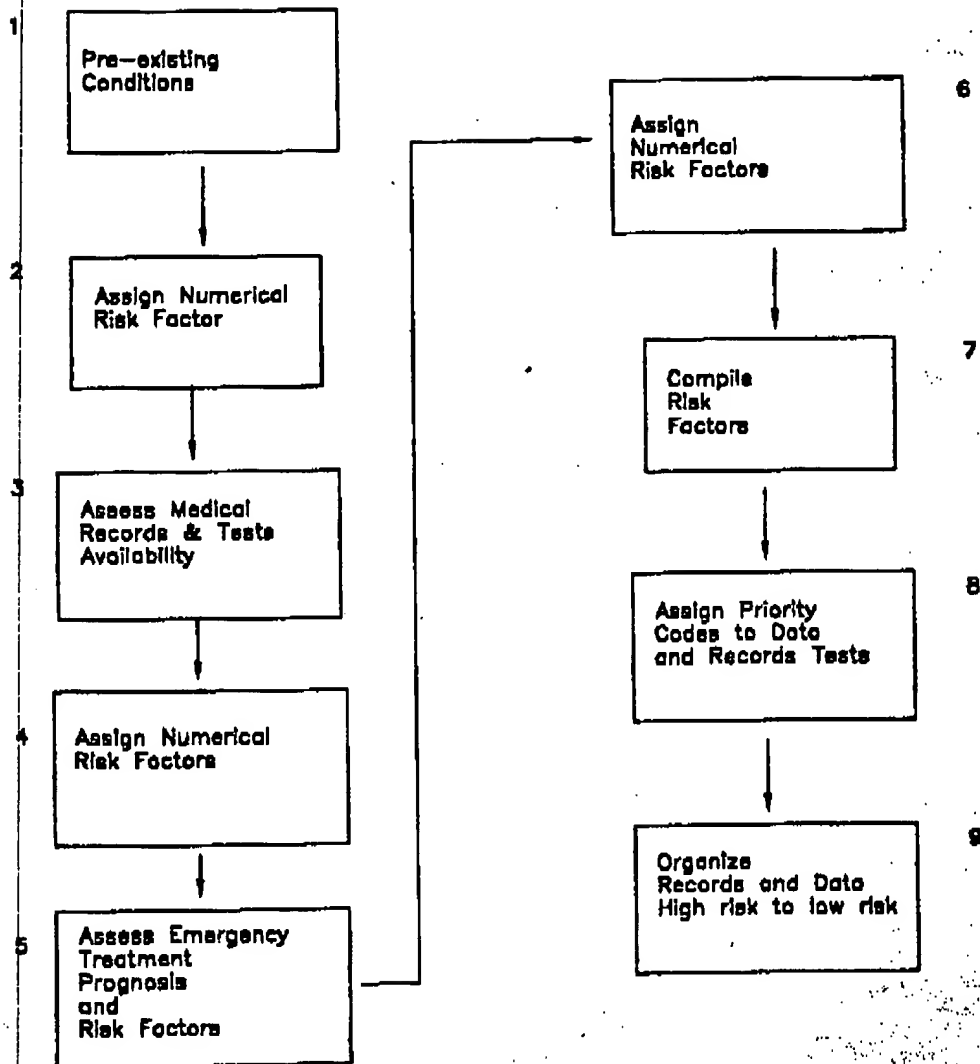 1
Pre-existing
Conditions
2
Assign Numerical
Risk Factor
3
Assess Medical
Records & Tests
Availability
4
Assign Numerical
Risk Factors
5
Assess Emergency
Treatment
Prognosis
and
Risk Factors
6
Assign
Numerical
Risk Factors
7
Compile
Risk
Factors
8
Assign Priority
Codes to Data
and Records Tests
9
Organize
Records and Data
High risk to low risk